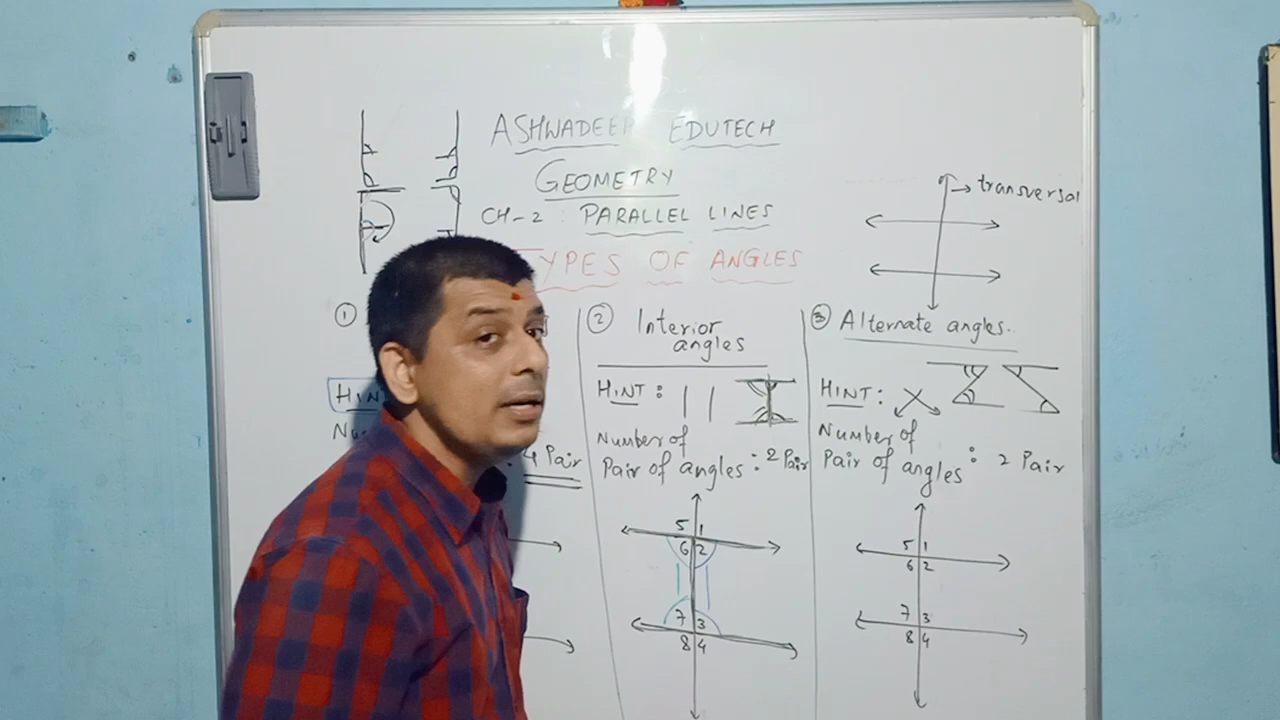 ASHWADEEP EDUTECH
GEOMETRY
CH-2 : PARALLEL LINES
TYPES OF ANGLES
transversal
①
HINT
: 4 Pair
② Interior
angles
HINT :
Number of
Pair of angles : 2 Pair
5 1
6 2
7 3
8 4
③ Alternate angles.
HINT :
Number of
Pair of angles : 2 Pair
5 1
6 2
7 3
8 4